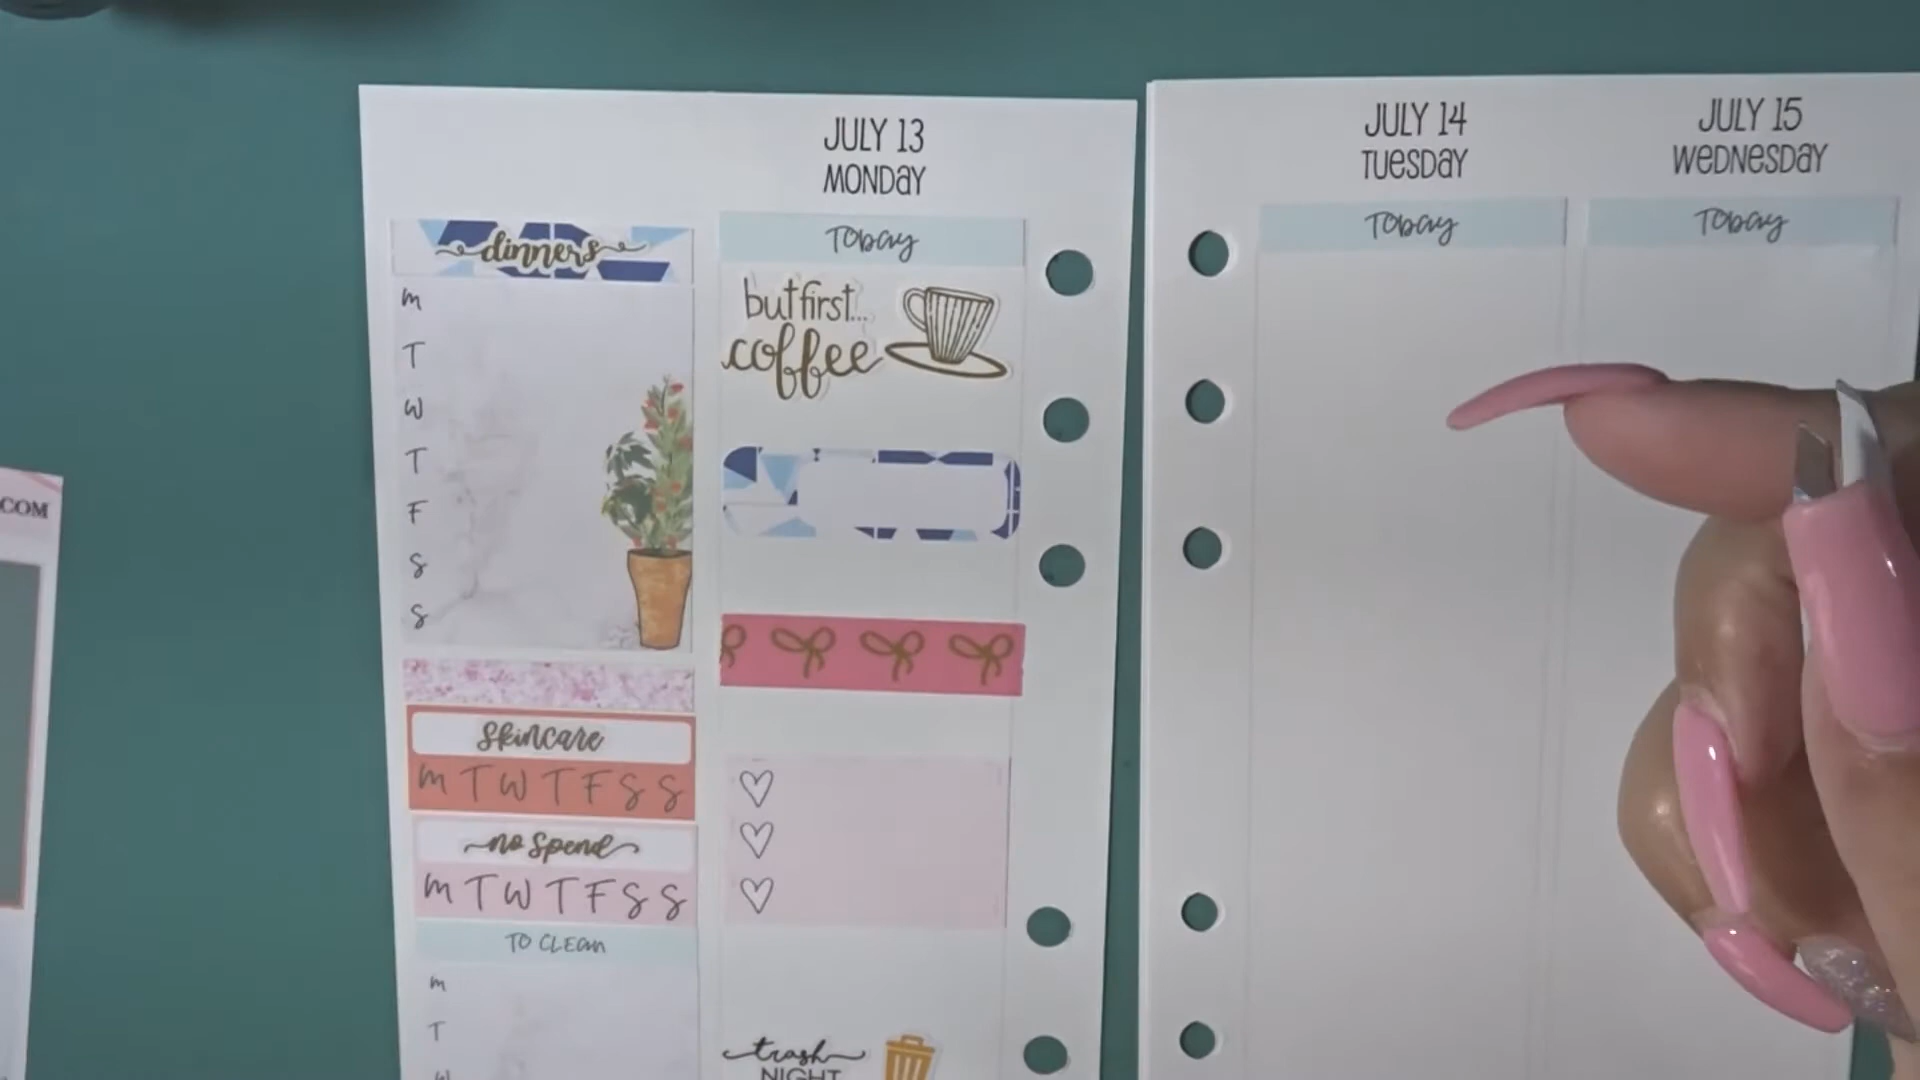 COM
JULY 13
MONDAY
dinners
M
T
W
T
F
S
S
skincare
M T W T F S S
no spend
M T W T F S S
TO CLEAN
M
T
W
TODAY
but first...
coffee
trash
NIGHT
JULY 14
TUESDAY
TODAY
JULY 15
WEDNESDAY
TODAY